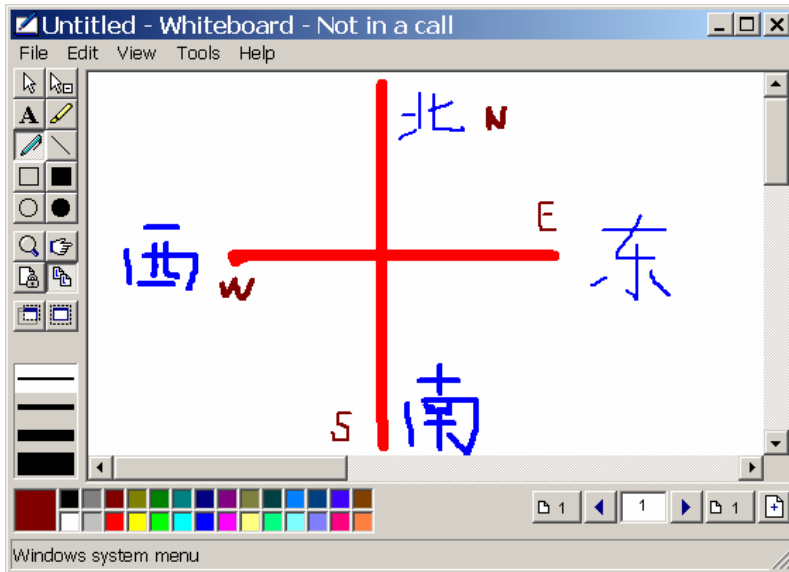 Untitled - Whiteboard - Not in a call
File Edit View Tools Help
A
北 N
E
西 东
W
S 南
1 1 1
Windows system menu